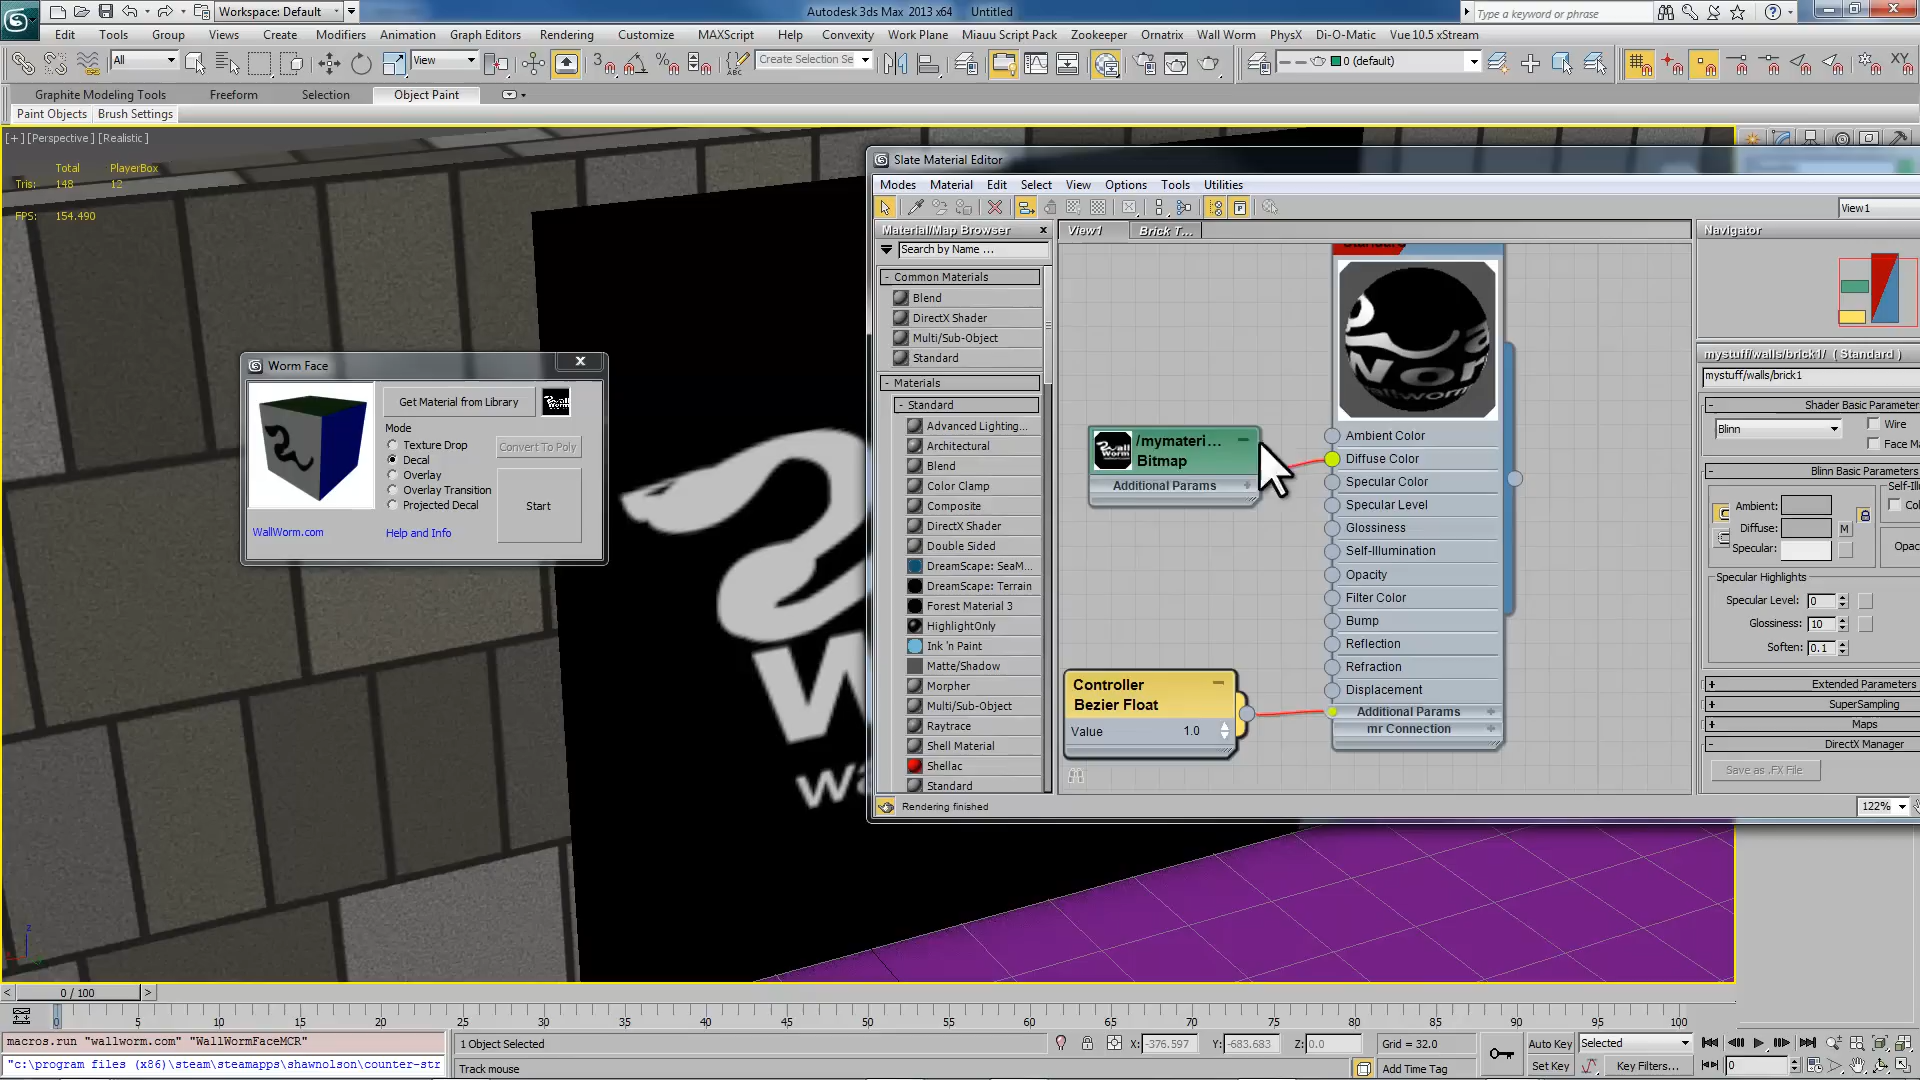 Workspace: Default
Autodesk 3ds Max  2013 x64    Untitled
Type a keyword or phrase
Edit  Tools  Group  Views  Create  Modifiers  Animation  Graph Editors  Rendering  Customize  MAXScript  Help  Convexity  Work Plane  Miauu Script Pack  Zookeeper  Ornatrix  Wall Worm  PhysX  Di-O-Matic  Vue 10.5 xStream
All  View  Create Selection Se  0 (default)
Graphite Modeling Tools  Freeform  Selection  Object Paint
Paint Objects  Brush Settings
[ + ] [Perspective ] [Realistic ]
Total  PlayerBox
Tris:  148  12
FPS:  154.490
Worm Face
Get Material from Library
Mode
Texture Drop
Convert To Poly
Decal
Overlay
Overlay Transition
Projected Decal
Start
WallWorm.com
Help and Info
Slate Material Editor
Modes  Material  Edit  Select  View  Options  Tools  Utilities
View1
Material/Map Browser
Search by Name ...
- Common Materials
Blend
DirectX Shader
Multi/Sub-Object
Standard
- Materials
- Standard
Advanced Lighting...
Architectural
Blend
Color Clamp
Composite
DirectX Shader
Double Sided
DreamScape: SeaM...
DreamScape: Terrain
Forest Material 3
HighlightOnly
Ink 'n Paint
Matte/Shadow
Morpher
Multi/Sub-Object
Raytrace
Shell Material
Shellac
Standard
Rendering finished
View1  Brick T...
/mymateri...
Bitmap
Additional Params
Controller
Bezier Float
Value  1.0
Standard
Ambient Color
Diffuse Color
Specular Color
Specular Level
Glossiness
Self-Illumination
Opacity
Filter Color
Bump
Reflection
Refraction
Displacement
Additional Params
mr Connection
Navigator
mystuff/walls/brick1/  ( Standard )
mystuff/walls/brick1
Shader Basic Parameter
Blinn
Wire
Face Ma
Blinn Basic Parameters
Self-Il
Ambient:
Col
Diffuse:
M
Specular:
Opac
Specular Highlights
Specular Level:  0
Glossiness:  10
Soften:  0.1
Extended Parameters
SuperSampling
Maps
DirectX Manager
Save as .FX File
122%
0 / 100
0  5  10  15  20  25  30  35  40  45  50  55  60  65  70  75  80  85  90  95  100
macros.run "wallworm.com" "WallWormFaceMCR"
"c:\program files (x86)\steam\steamapps\shawnolson\counter-str
1 Object Selected
X: -376.597  Y: -683.683  Z: 0.0
Grid = 32.0
Auto Key  Selected
Track mouse
Add Time Tag
Set Key  Key Filters...  0